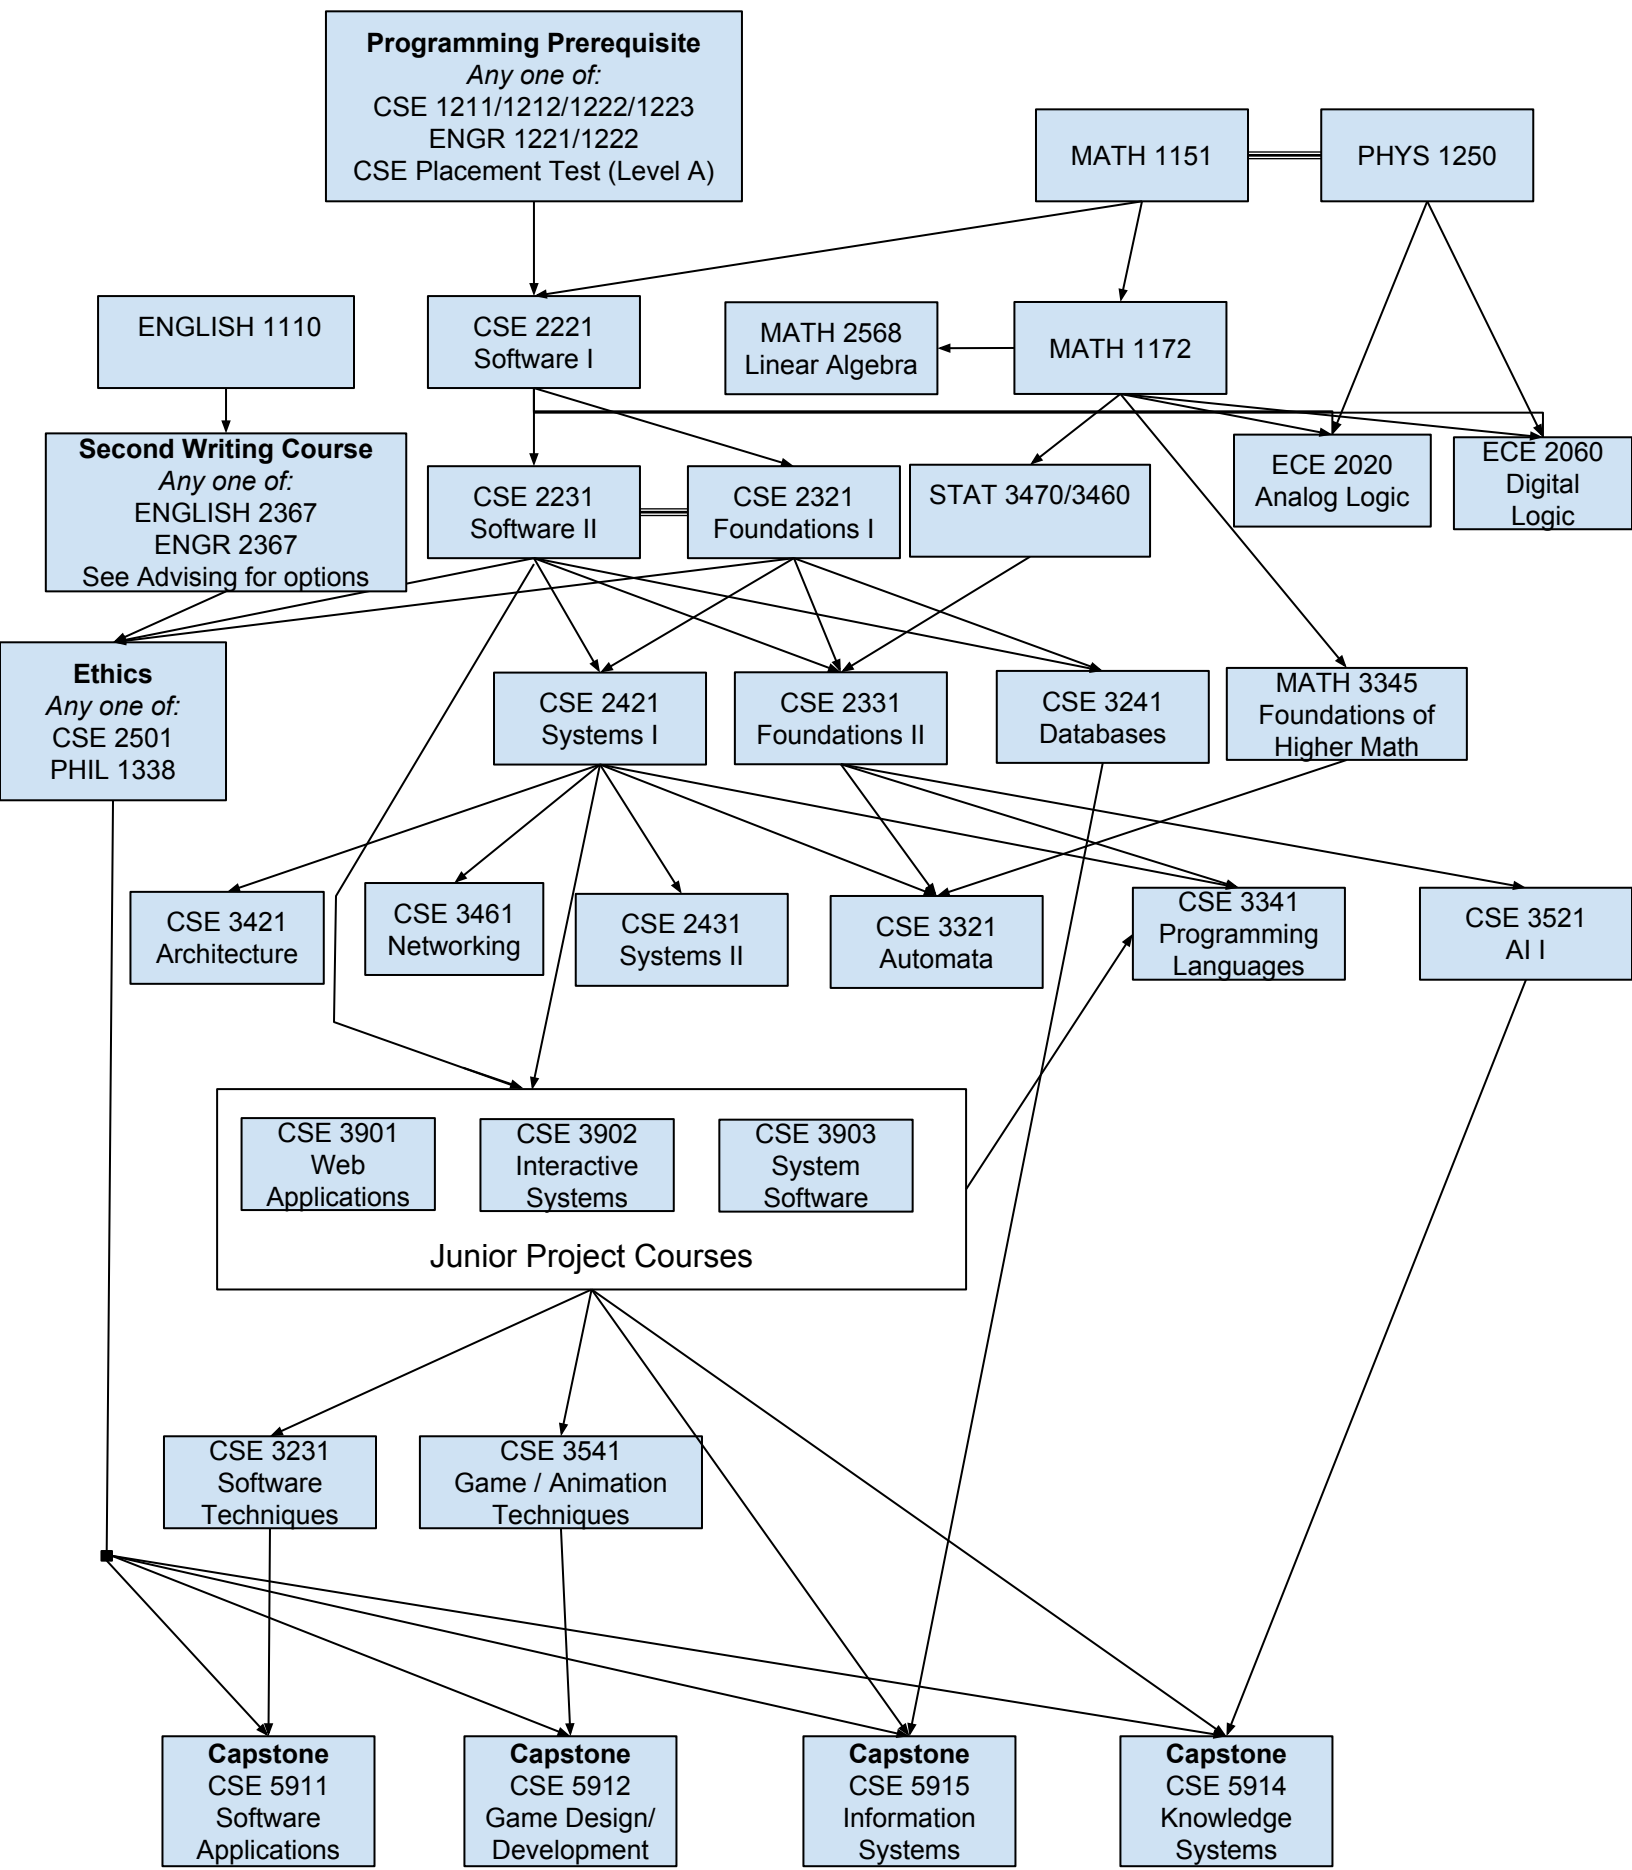 Programming Prerequisite
Any one of:
CSE 1211/1212/1222/1223
ENGR 1221/1222
CSE Placement Test (Level A)
MATH 1151
PHYS 1250
ENGLISH 1110
CSE 2221
Software I
MATH 2568
Linear Algebra
MATH 1172
Second Writing Course
Any one of:
ENGLISH 2367
ENGR 2367
See Advising for options
CSE 2231
Software II
CSE 2321
Foundations I
STAT 3470/3460
ECE 2020
Analog Logic
ECE 2060
Digital
Logic
Ethics
Any one of:
CSE 2501
PHIL 1338
CSE 2421
Systems I
CSE 2331
Foundations II
CSE 3241
Databases
MATH 3345
Foundations of
Higher Math
CSE 3421
Architecture
CSE 3461
Networking
CSE 2431
Systems II
CSE 3321
Automata
CSE 3341
Programming
Languages
CSE 3521
AI I
CSE 3901
Web
Applications
CSE 3902
Interactive
Systems
CSE 3903
System
Software
Junior Project Courses
CSE 3231
Software
Techniques
CSE 3541
Game / Animation
Techniques
Capstone
CSE 5911
Software
Applications
Capstone
CSE 5912
Game Design/
Development
Capstone
CSE 5915
Information
Systems
Capstone
CSE 5914
Knowledge
Systems